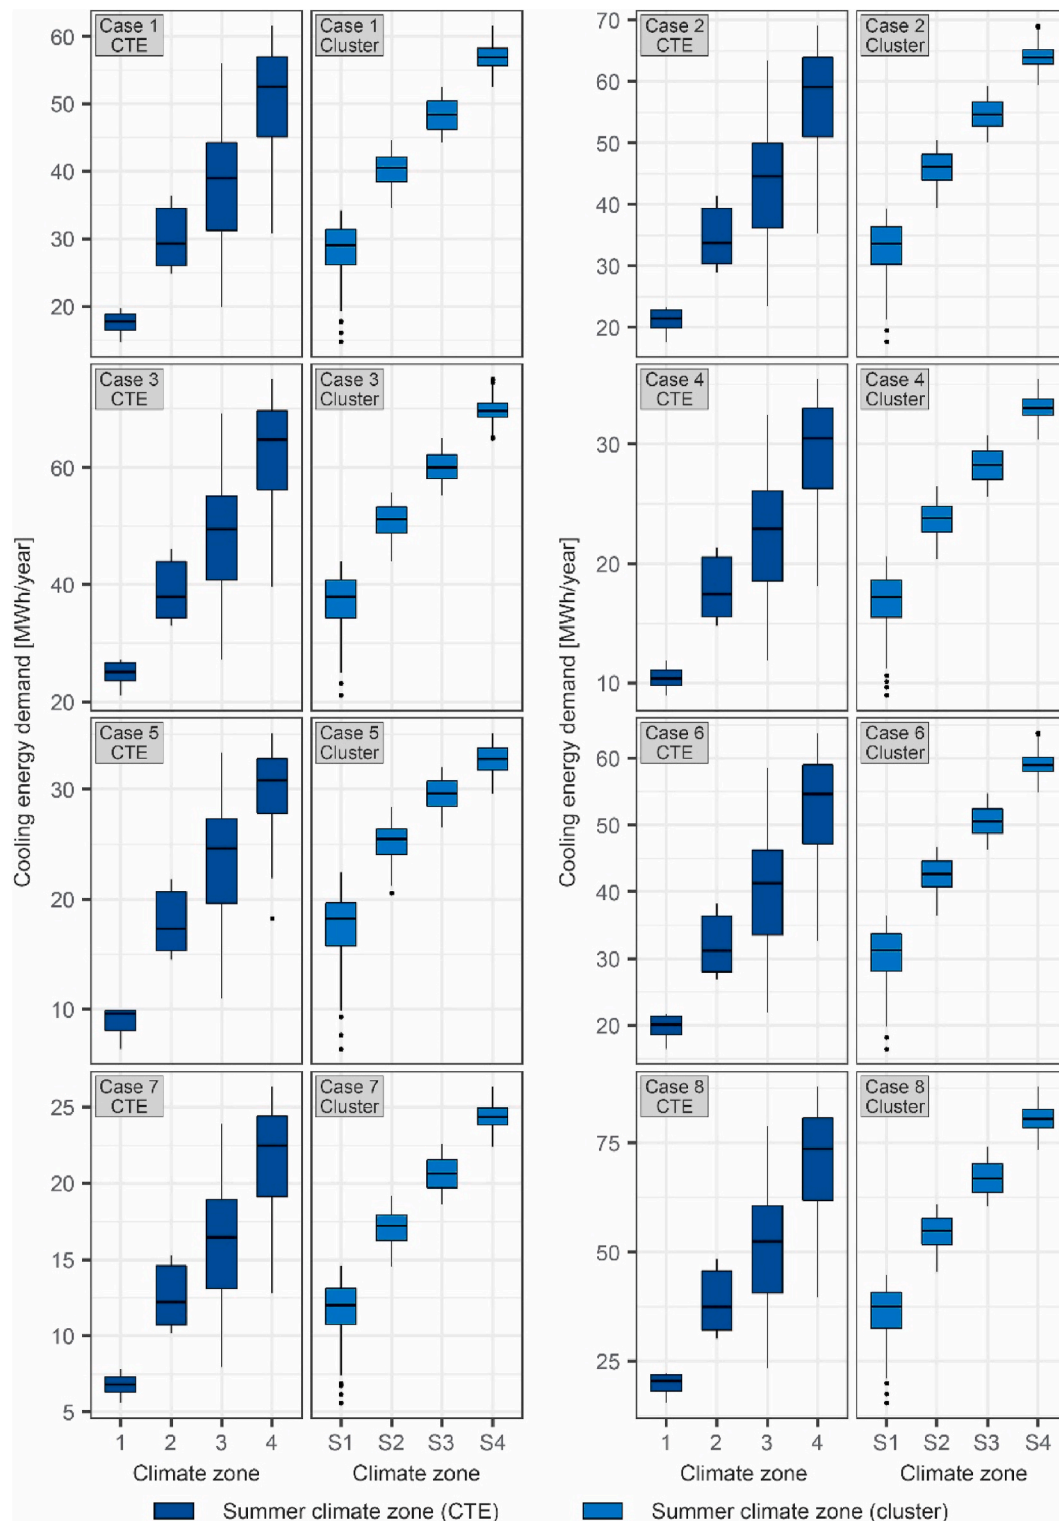 Case 1
CTE
Case 1
Cluster
60
50
40
30
20
Case 2
CTE
Case 2
Cluster
70
60
50
40
30
20
Case 3
CTE
Case 3
Cluster
60
40
20
Case 4
CTE
Case 4
Cluster
30
20
10
Cooling energy demand [MWh/year]
Cooling energy demand [MWh/year]
Case 5
CTE
Case 5
Cluster
30
20
10
Case 6
CTE
Case 6
Cluster
60
50
40
30
20
Case 7
CTE
Case 7
Cluster
25
20
15
10
5
Case 8
CTE
Case 8
Cluster
75
50
25
1 2 3 4 S1 S2 S3 S4 1 2 3 4 S1 S2 S3 S4
Climate zone Climate zone Climate zone Climate zone
Summer climate zone (CTE) Summer climate zone (cluster)